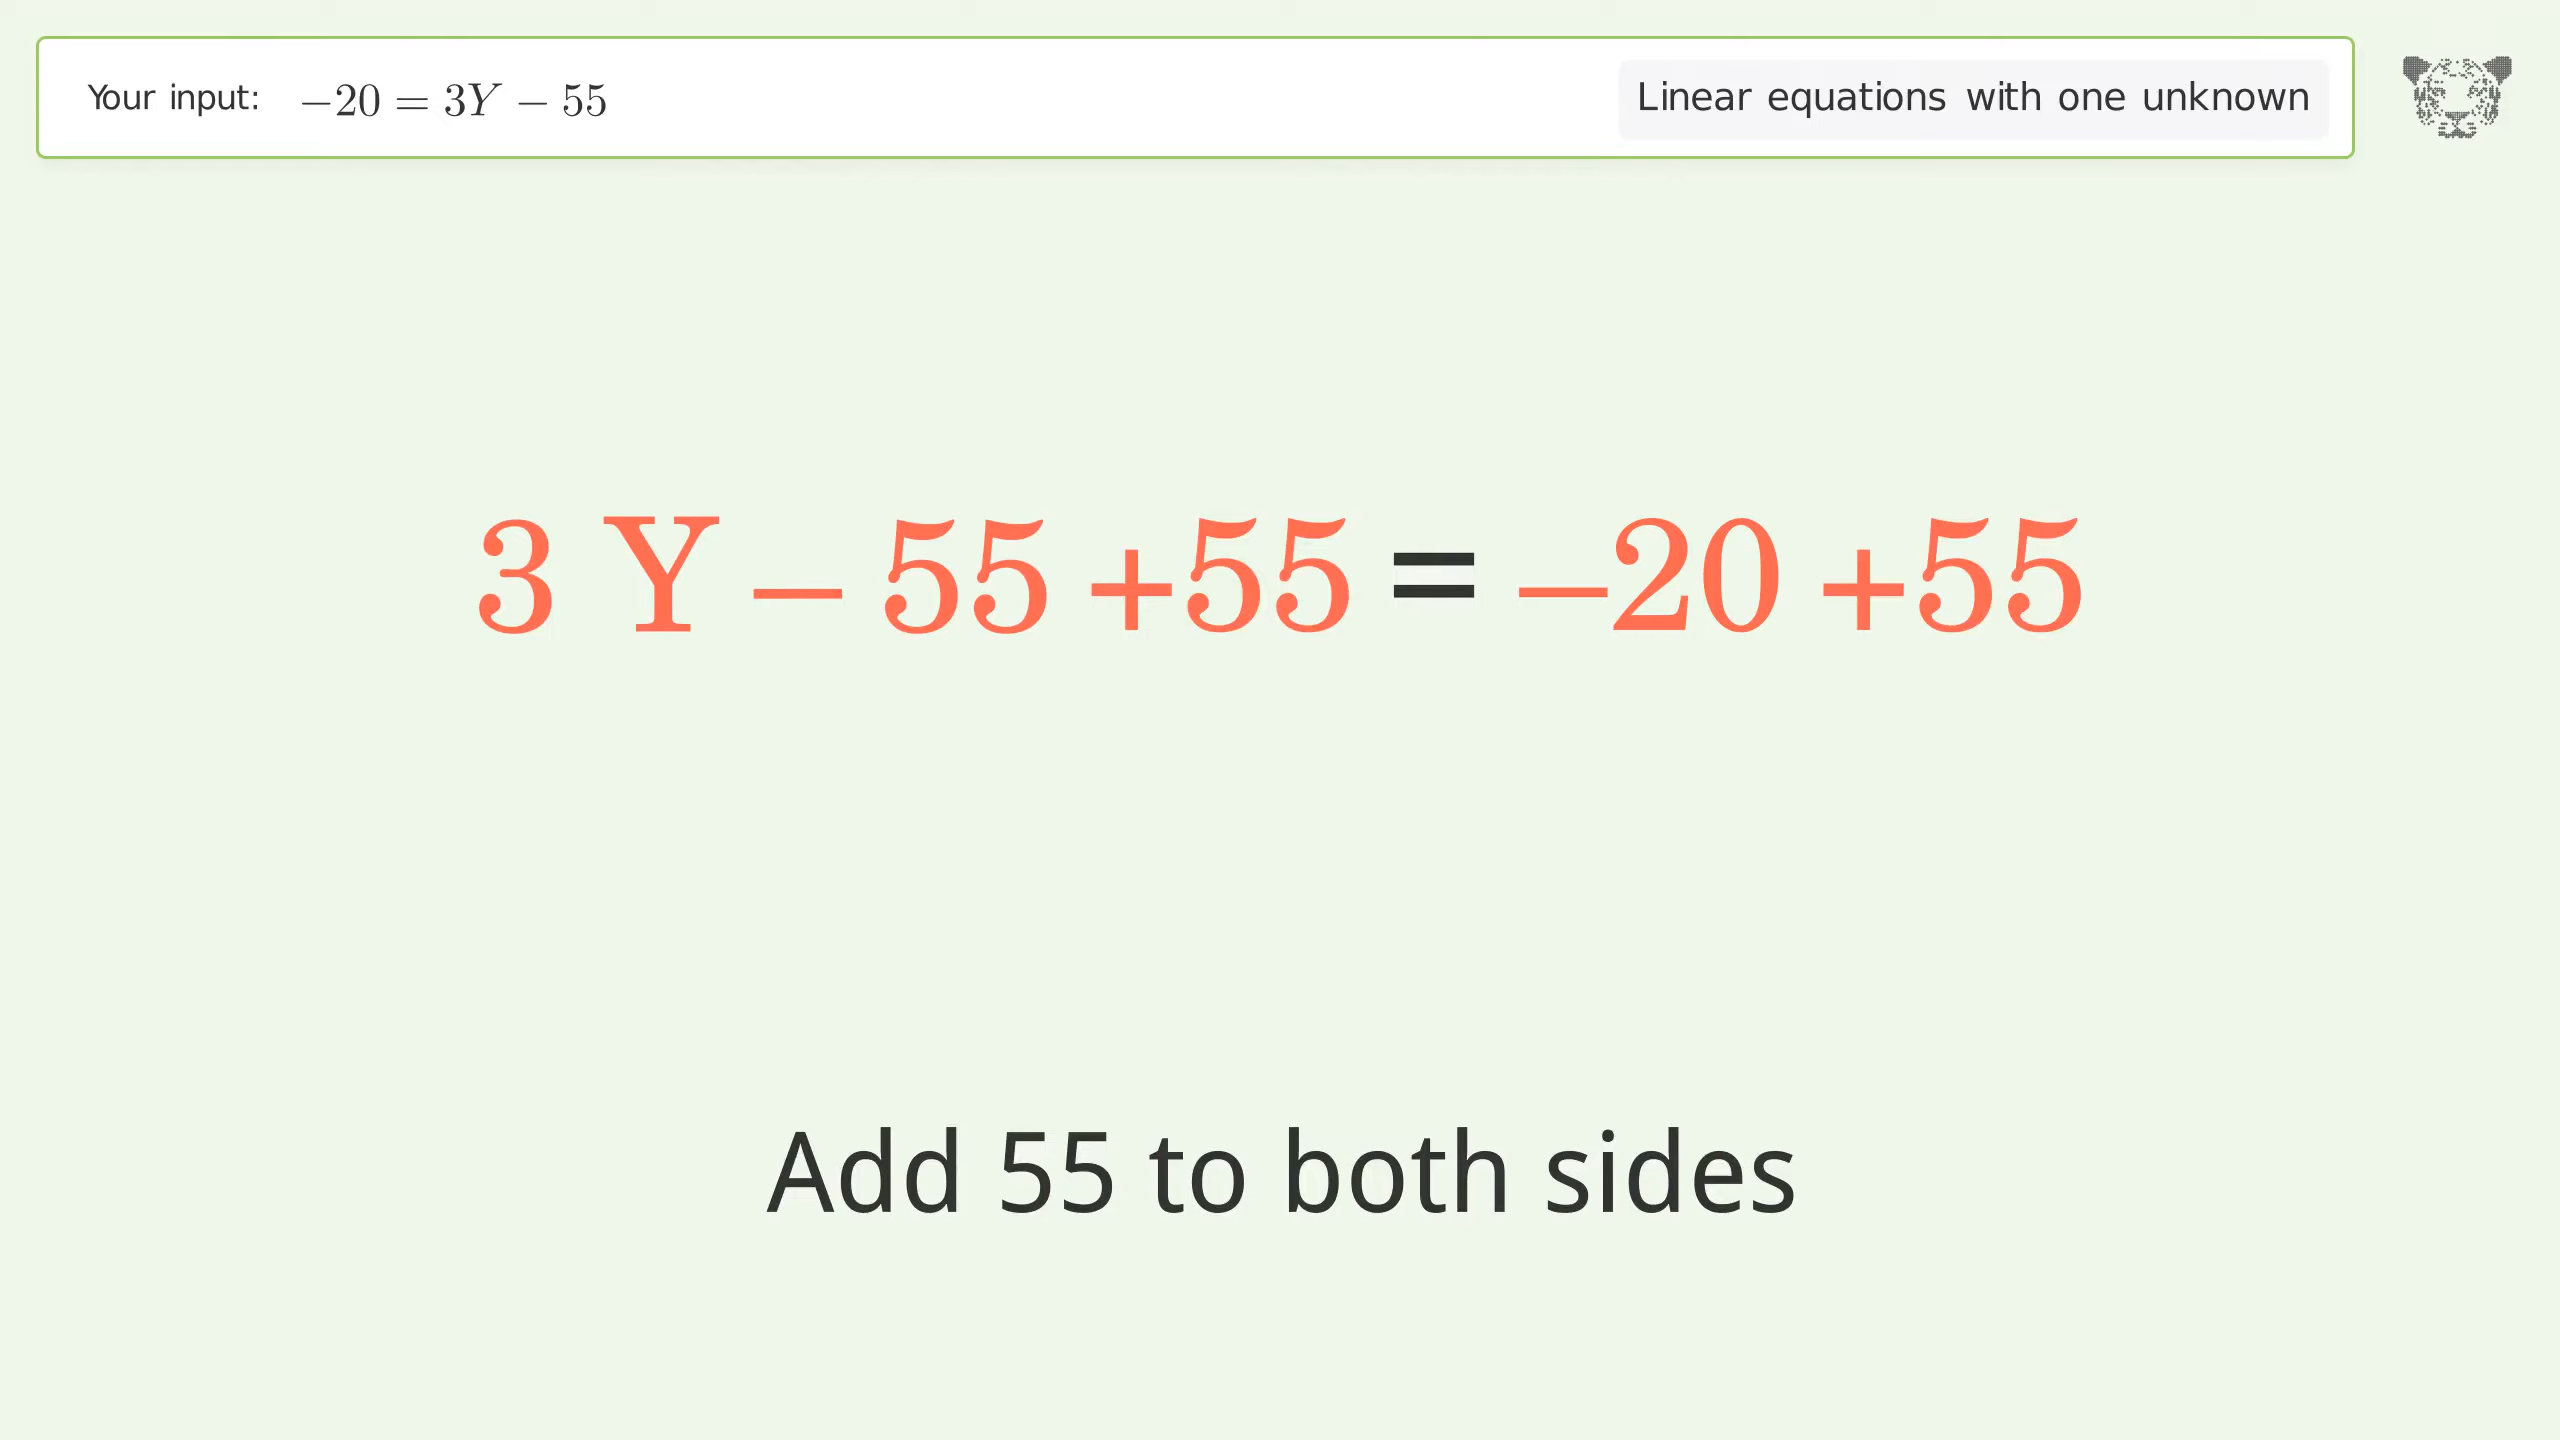 Your input: −20 = 3Y − 55
Linear equations with one unknown
3 Y − 55 +55 = −20 +55
Add 55 to both sides